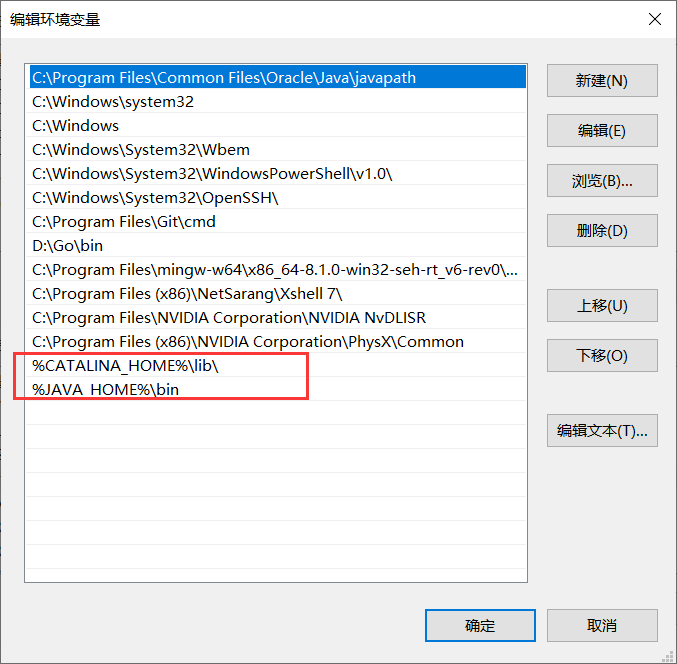 编辑环境变量
C:\Program Files\Common Files\Oracle\Java\javapath
C:\Windows\system32
C:\Windows
C:\Windows\System32\Wbem
C:\Windows\System32\WindowsPowerShell\v1.0\
C:\Windows\System32\OpenSSH\
C:\Program Files\Git\cmd
D:\Go\bin
C:\Program Files\mingw-w64\x86_64-8.1.0-win32-seh-rt_v6-rev0\...
C:\Program Files (x86)\NetSarang\Xshell 7\
C:\Program Files\NVIDIA Corporation\NVIDIA NvDLISR
C:\Program Files (x86)\NVIDIA Corporation\PhysX\Common
%CATALINA_HOME%\lib\
%JAVA_HOME%\bin
新建(N)
编辑(E)
浏览(B)...
删除(D)
上移(U)
下移(O)
编辑文本(T)...
确定
取消